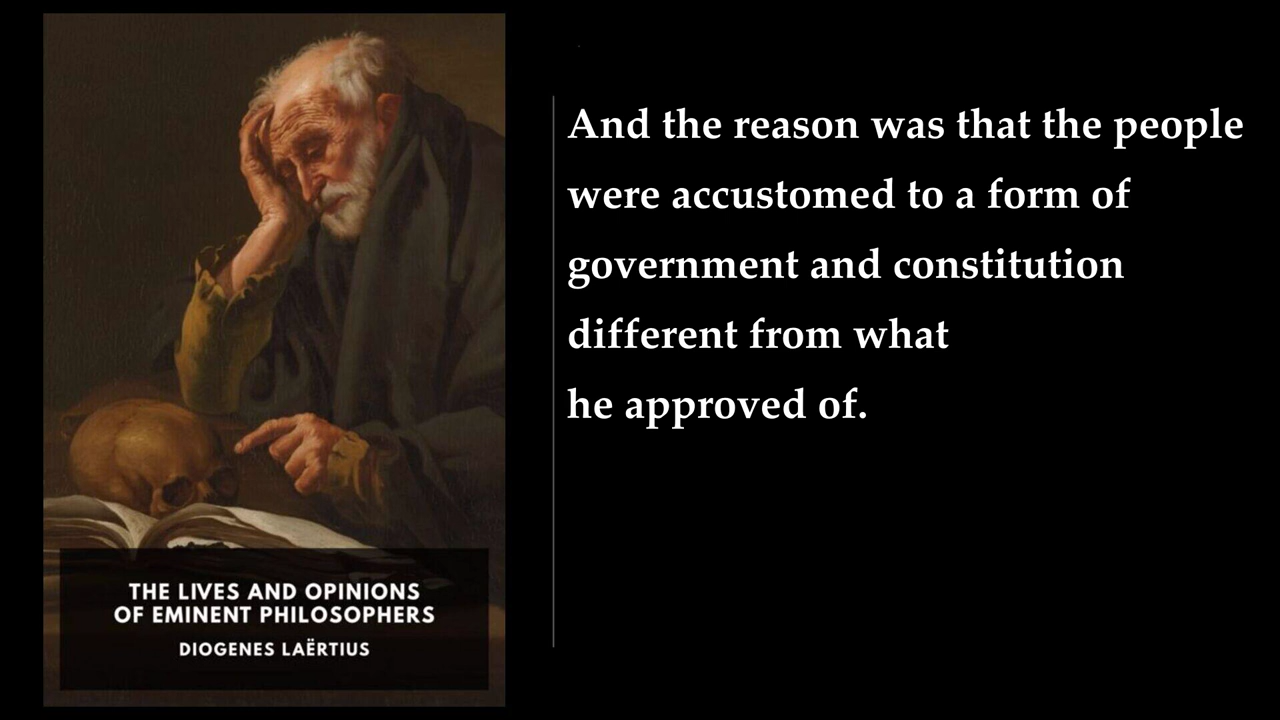 THE LIVES AND OPINIONS
OF EMINENT PHILOSOPHERS
DIOGENES LAËRTIUS
And the reason was that the people
were accustomed to a form of
government and constitution
different from what
he approved of.